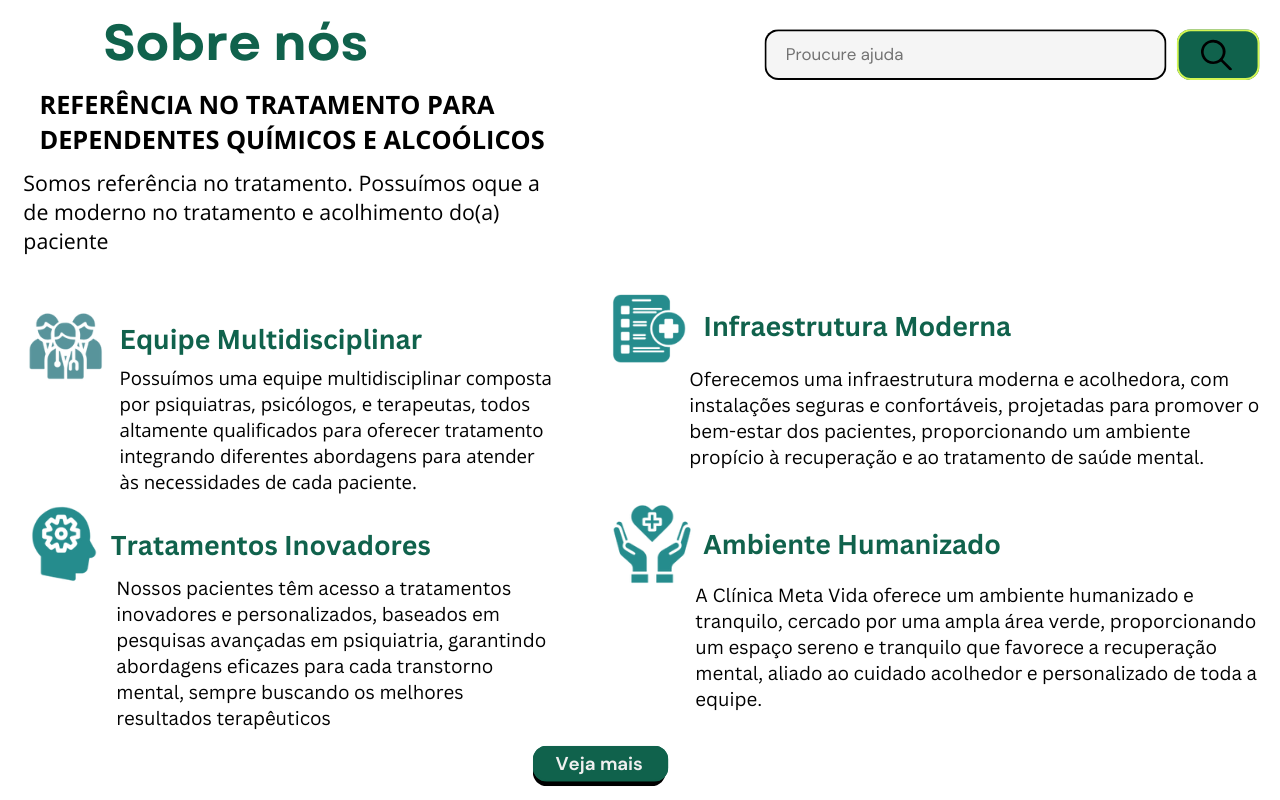 Sobre nós
Proucure ajuda
REFERÊNCIA NO TRATAMENTO PARA
DEPENDENTES QUÍMICOS E ALCOÓLICOS
Somos referência no tratamento. Possuímos oque a
de moderno no tratamento e acolhimento do(a)
paciente
Equipe Multidisciplinar
Possuímos uma equipe multidisciplinar composta
por psiquiatras, psicólogos, e terapeutas, todos
altamente qualificados para oferecer tratamento
integrando diferentes abordagens para atender
às necessidades de cada paciente.
Infraestrutura Moderna
Oferecemos uma infraestrutura moderna e acolhedora, com
instalações seguras e confortáveis, projetadas para promover o
bem-estar dos pacientes, proporcionando um ambiente
propício à recuperação e ao tratamento de saúde mental.
Tratamentos Inovadores
Nossos pacientes têm acesso a tratamentos
inovadores e personalizados, baseados em
pesquisas avançadas em psiquiatria, garantindo
abordagens eficazes para cada transtorno
mental, sempre buscando os melhores
resultados terapêuticos
Ambiente Humanizado
A Clínica Meta Vida oferece um ambiente humanizado e
tranquilo, cercado por uma ampla área verde, proporcionando
um espaço sereno e tranquilo que favorece a recuperação
mental, aliado ao cuidado acolhedor e personalizado de toda a
equipe.
Veja mais